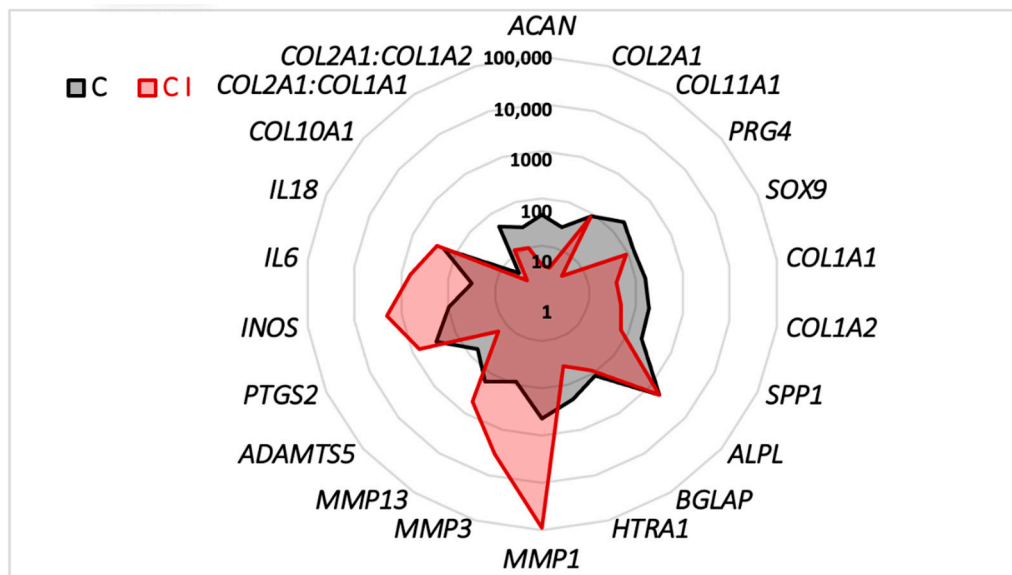 ACAN
COL2A1:COL1A2
100,000
COL2A1
C
C I
COL2A1:COL1A1
COL11A1
10,000
COL10A1
PRG4
1000
IL18
SOX9
100
IL6
COL1A1
10
1
INOS
COL1A2
PTGS2
SPP1
ADAMTS5
ALPL
MMP13
BGLAP
MMP3
HTRA1
MMP1